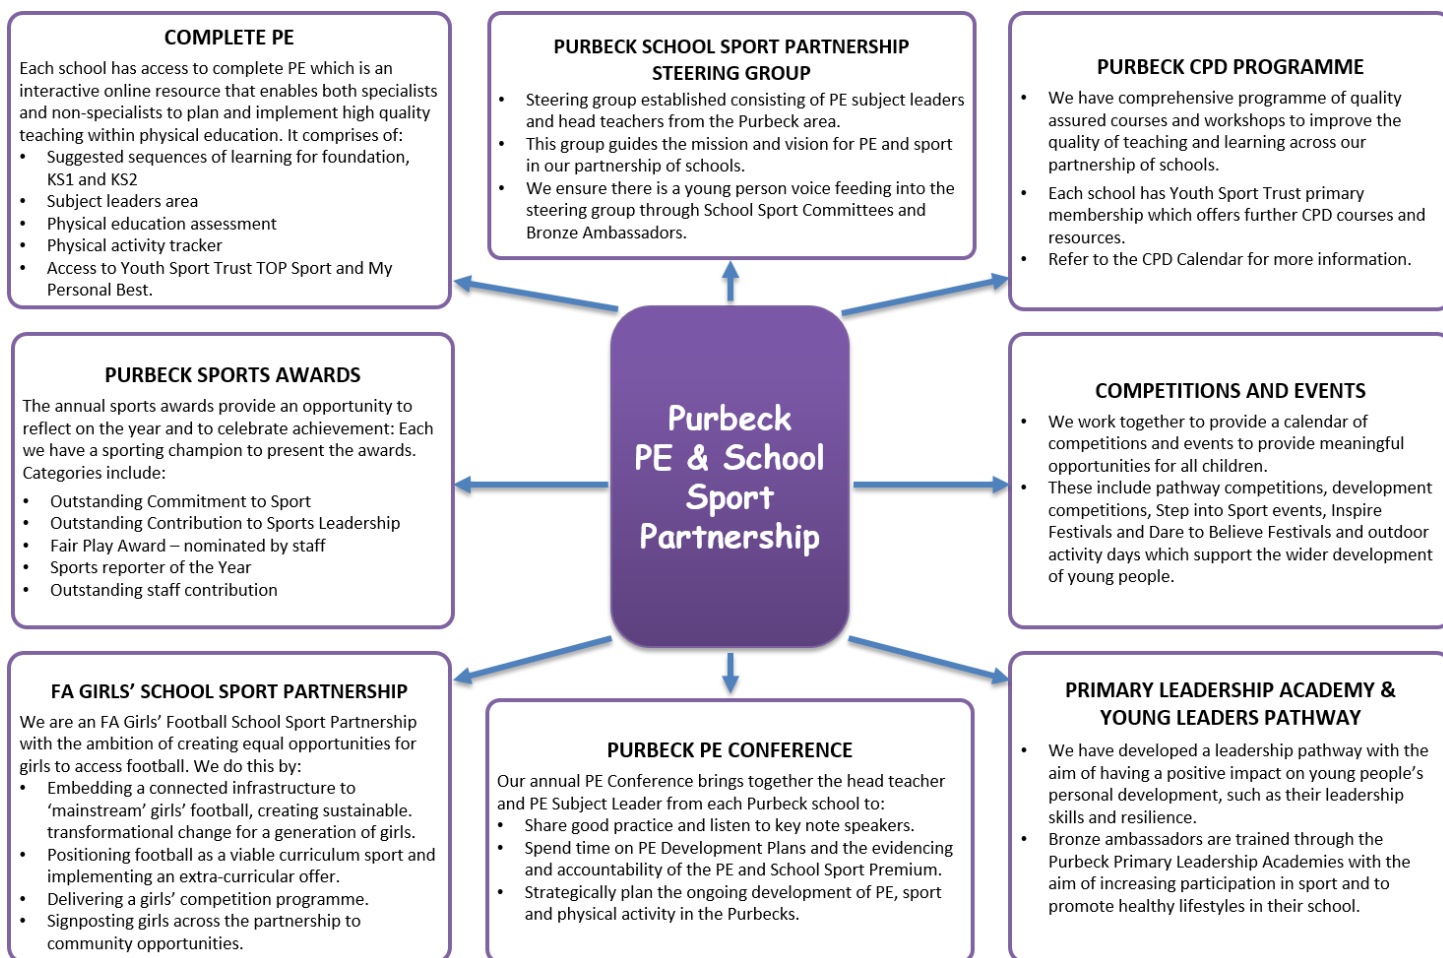 COMPLETE PE
Each school has access to complete PE which is an
interactive online resource that enables both specialists
and non-specialists to plan and implement high quality
teaching within physical education. It comprises of:
• Suggested sequences of learning for foundation,
KS1 and KS2
• Subject leaders area
• Physical education assessment
• Physical activity tracker
• Access to Youth Sport Trust TOP Sport and My
Personal Best.
PURBECK SCHOOL SPORT PARTNERSHIP
STEERING GROUP
• Steering group established consisting of PE subject leaders
and head teachers from the Purbeck area.
• This group guides the mission and vision for PE and sport
in our partnership of schools.
• We ensure there is a young person voice feeding into the
steering group through School Sport Committees and
Bronze Ambassadors.
PURBECK CPD PROGRAMME
• We have comprehensive programme of quality
assured courses and workshops to improve the
quality of teaching and learning across our
partnership of schools.
• Each school has Youth Sport Trust primary
membership which offers further CPD courses and
resources.
• Refer to the CPD Calendar for more information.
PURBECK SPORTS AWARDS
The annual sports awards provide an opportunity to
reflect on the year and to celebrate achievement: Each
we have a sporting champion to present the awards.
Categories include:
• Outstanding Commitment to Sport
• Outstanding Contribution to Sports Leadership
• Fair Play Award – nominated by staff
• Sports reporter of the Year
• Outstanding staff contribution
Purbeck
PE & School
Sport
Partnership
COMPETITIONS AND EVENTS
• We work together to provide a calendar of
competitions and events to provide meaningful
opportunities for all children.
• These include pathway competitions, development
competitions, Step into Sport events, Inspire
Festivals and Dare to Believe Festivals and outdoor
activity days which support the wider development
of young people.
FA GIRLS’ SCHOOL SPORT PARTNERSHIP
We are an FA Girls’ Football School Sport Partnership
with the ambition of creating equal opportunities for
girls to access football. We do this by:
• Embedding a connected infrastructure to
‘mainstream’ girls’ football, creating sustainable.
transformational change for a generation of girls.
• Positioning football as a viable curriculum sport and
implementing an extra-curricular offer.
• Delivering a girls’ competition programme.
• Signposting girls across the partnership to
community opportunities.
PURBECK PE CONFERENCE
Our annual PE Conference brings together the head teacher
and PE Subject Leader from each Purbeck school to:
• Share good practice and listen to key note speakers.
• Spend time on PE Development Plans and the evidencing
and accountability of the PE and School Sport Premium.
• Strategically plan the ongoing development of PE, sport
and physical activity in the Purbecks.
PRIMARY LEADERSHIP ACADEMY &
YOUNG LEADERS PATHWAY
• We have developed a leadership pathway with the
aim of having a positive impact on young people’s
personal development, such as their leadership
skills and resilience.
• Bronze ambassadors are trained through the
Purbeck Primary Leadership Academies with the
aim of increasing participation in sport and to
promote healthy lifestyles in their school.